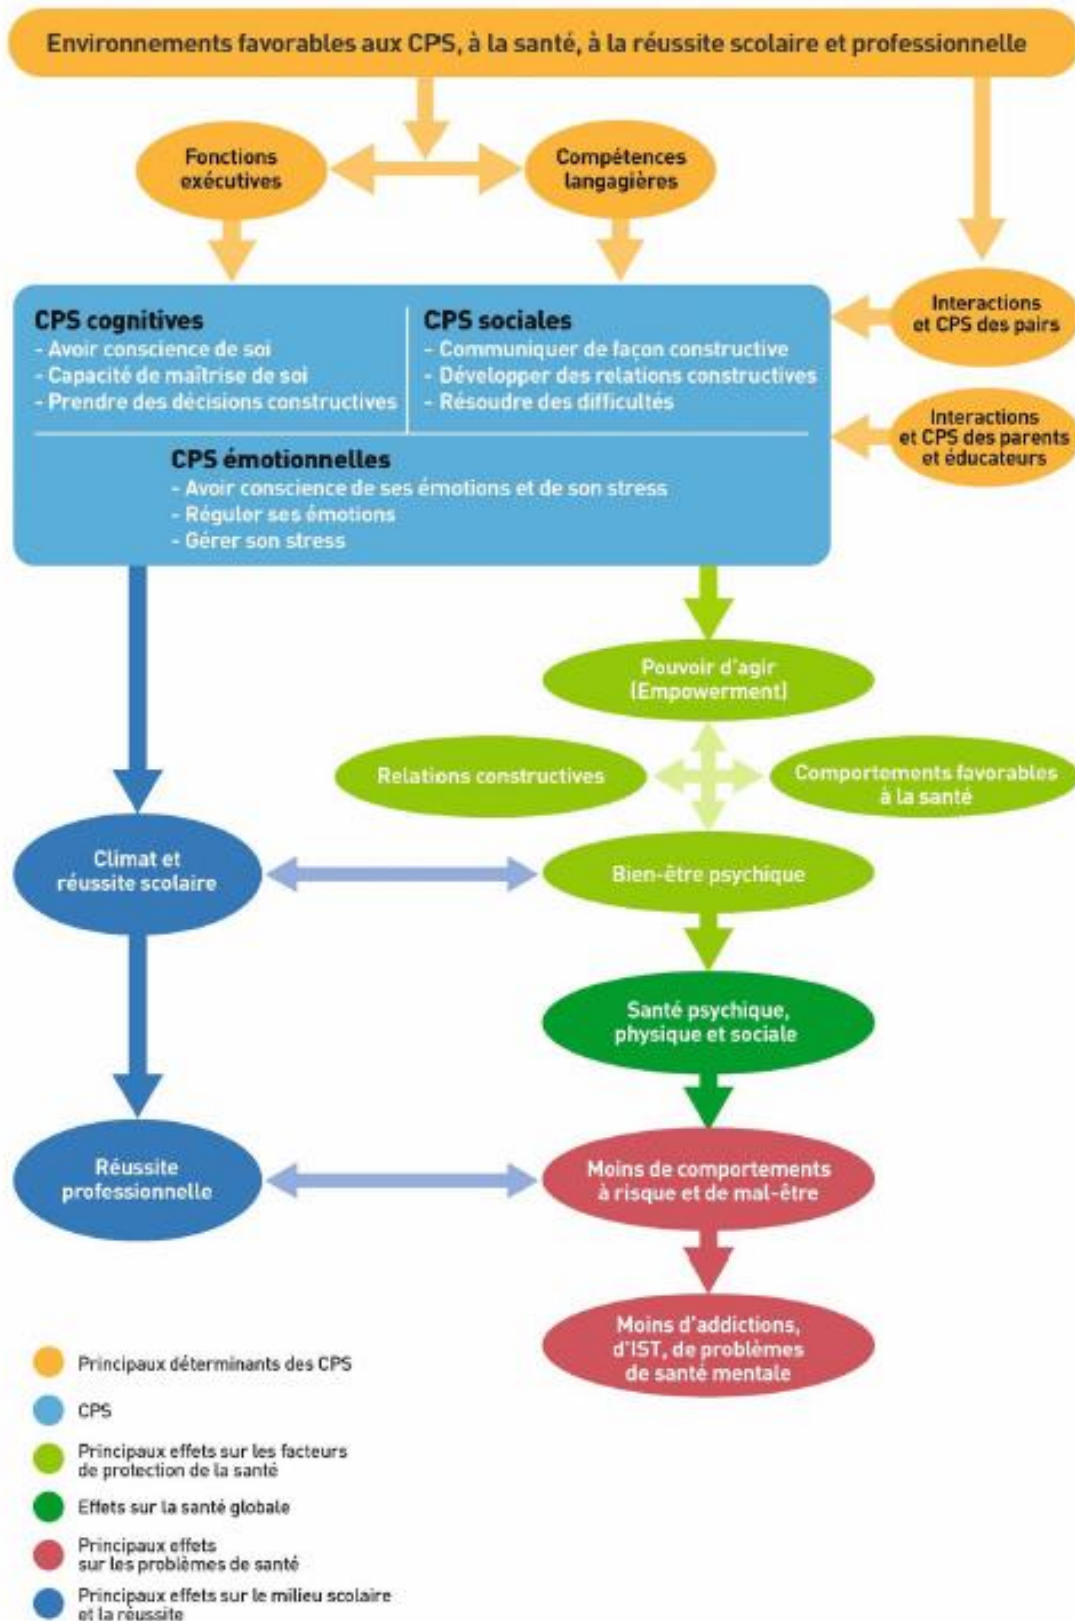 Environnements favorables aux CPS, à la santé, à la réussite scolaire et professionnelle
Fonctions
exécutives
Compétences
langagières
Interactions
et CPS des pairs
CPS cognitives
- Avoir conscience de soi
- Capacité de maîtrise de soi
- Prendre des décisions constructives
CPS sociales
- Communiquer de façon constructive
- Développer des relations constructives
- Résoudre des difficultés
Interactions
et CPS des parents
et éducateurs
CPS émotionnelles
- Avoir conscience de ses émotions et de son stress
- Réguler ses émotions
- Gérer son stress
Pouvoir d'agir
(Empowerment)
Relations constructives
Comportements favorables
à la santé
Climat et
réussite scolaire
Bien-être psychique
Santé psychique,
physique et sociale
Réussite
professionnelle
Moins de comportements
à risque et de mal-être
Moins d'addictions,
d'IST, de problèmes
de santé mentale
Principaux déterminants des CPS
CPS
Principaux effets sur les facteurs
de protection de la santé
Effets sur la santé globale
Principaux effets
sur les problèmes de santé
Principaux effets sur le milieu scolaire
et la réussite